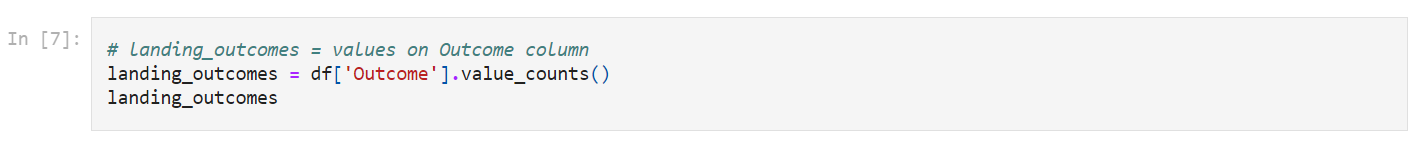 In [7]:
# landing_outcomes = values on Outcome column
landing_outcomes = df['Outcome'].value_counts()
landing_outcomes